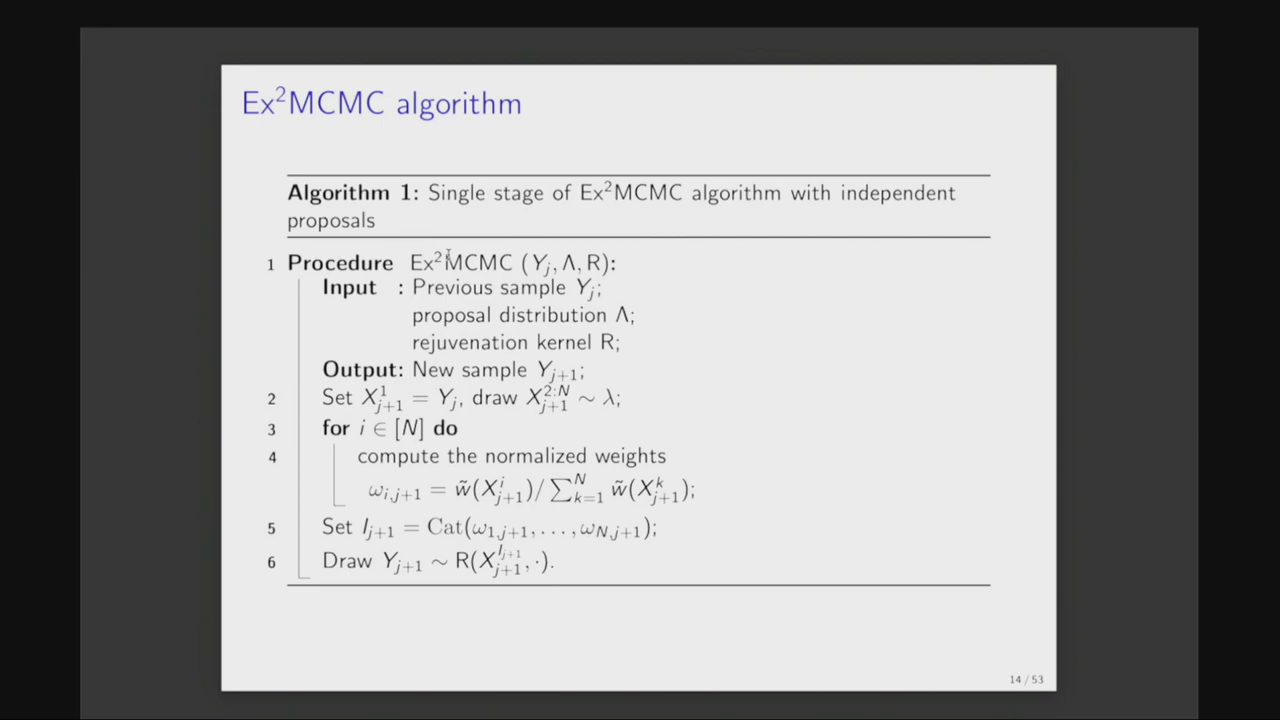 Ex²MCMC algorithm
Algorithm 1: Single stage of Ex²MCMC algorithm with independent
proposals
1 Procedure Ex²MCMC (Y_j, Λ, R):
Input : Previous sample Y_j;
proposal distribution Λ;
rejuvenation kernel R;
Output: New sample Y_{j+1};
2 Set X^1_{j+1} = Y_j, draw X^{2:N}_{j+1} ∼ λ;
3 for i ∈ [N] do
4 compute the normalized weights
ω_{i,j+1} = w̃(X^i_{j+1})/ ∑^N_{k=1} w̃(X^k_{j+1});
5 Set I_{j+1} = Cat(ω_{1,j+1}, . . . , ω_{N,j+1});
6 Draw Y_{j+1} ∼ R(X^{I_{j+1}}_{j+1}, ·).
14 / 53